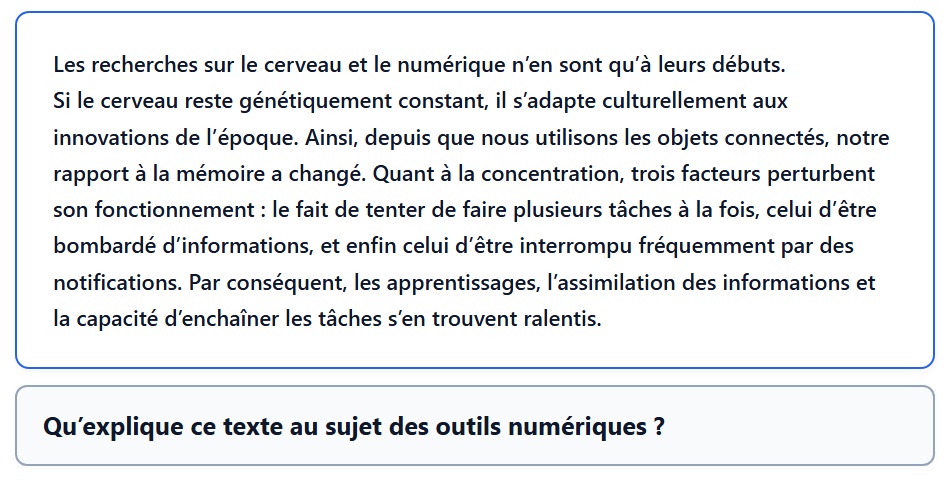 Les recherches sur le cerveau et le numérique n’en sont qu’à leurs débuts.
Si le cerveau reste génétiquement constant, il s’adapte culturellement aux
innovations de l’époque. Ainsi, depuis que nous utilisons les objets connectés, notre
rapport à la mémoire a changé. Quant à la concentration, trois facteurs perturbent
son fonctionnement : le fait de tenter de faire plusieurs tâches à la fois, celui d’être
bombardé d’informations, et enfin celui d’être interrompu fréquemment par des
notifications. Par conséquent, les apprentissages, l’assimilation des informations et
la capacité d’enchaîner les tâches s’en trouvent ralentis.
Qu’explique ce texte au sujet des outils numériques ?